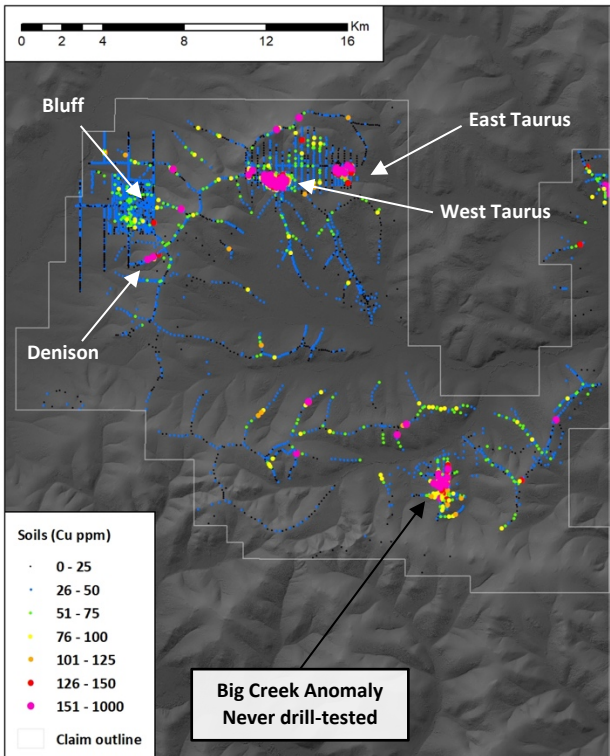 Km
0 2 4 8 12 16
Bluff
East Taurus
West Taurus
Denison
Soils (Cu ppm)
0 - 25
26 - 50
51 - 75
76 - 100
101 - 125
126 - 150
151 - 1000
Claim outline
Big Creek Anomaly
Never drill-tested